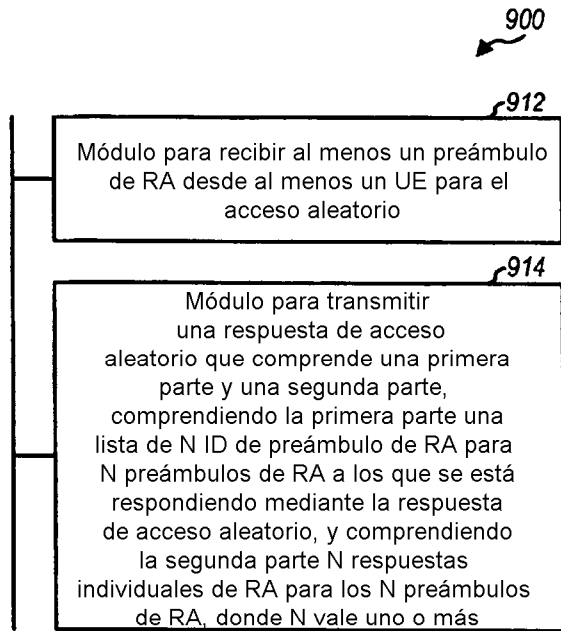 900
912
Módulo para recibir al menos un preámbulo
de RA desde al menos un UE para el
acceso aleatorio
914
Módulo para transmitir
una respuesta de acceso
aleatorio que comprende una primera
parte y una segunda parte,
comprendiendo la primera parte una
lista de N ID de preámbulo de RA para
N preámbulos de RA a los que se está
respondiendo mediante la respuesta
de acceso aleatorio, y comprendiendo
la segunda parte N respuestas
individuales de RA para los N preámbulos
de RA, donde N vale uno o más